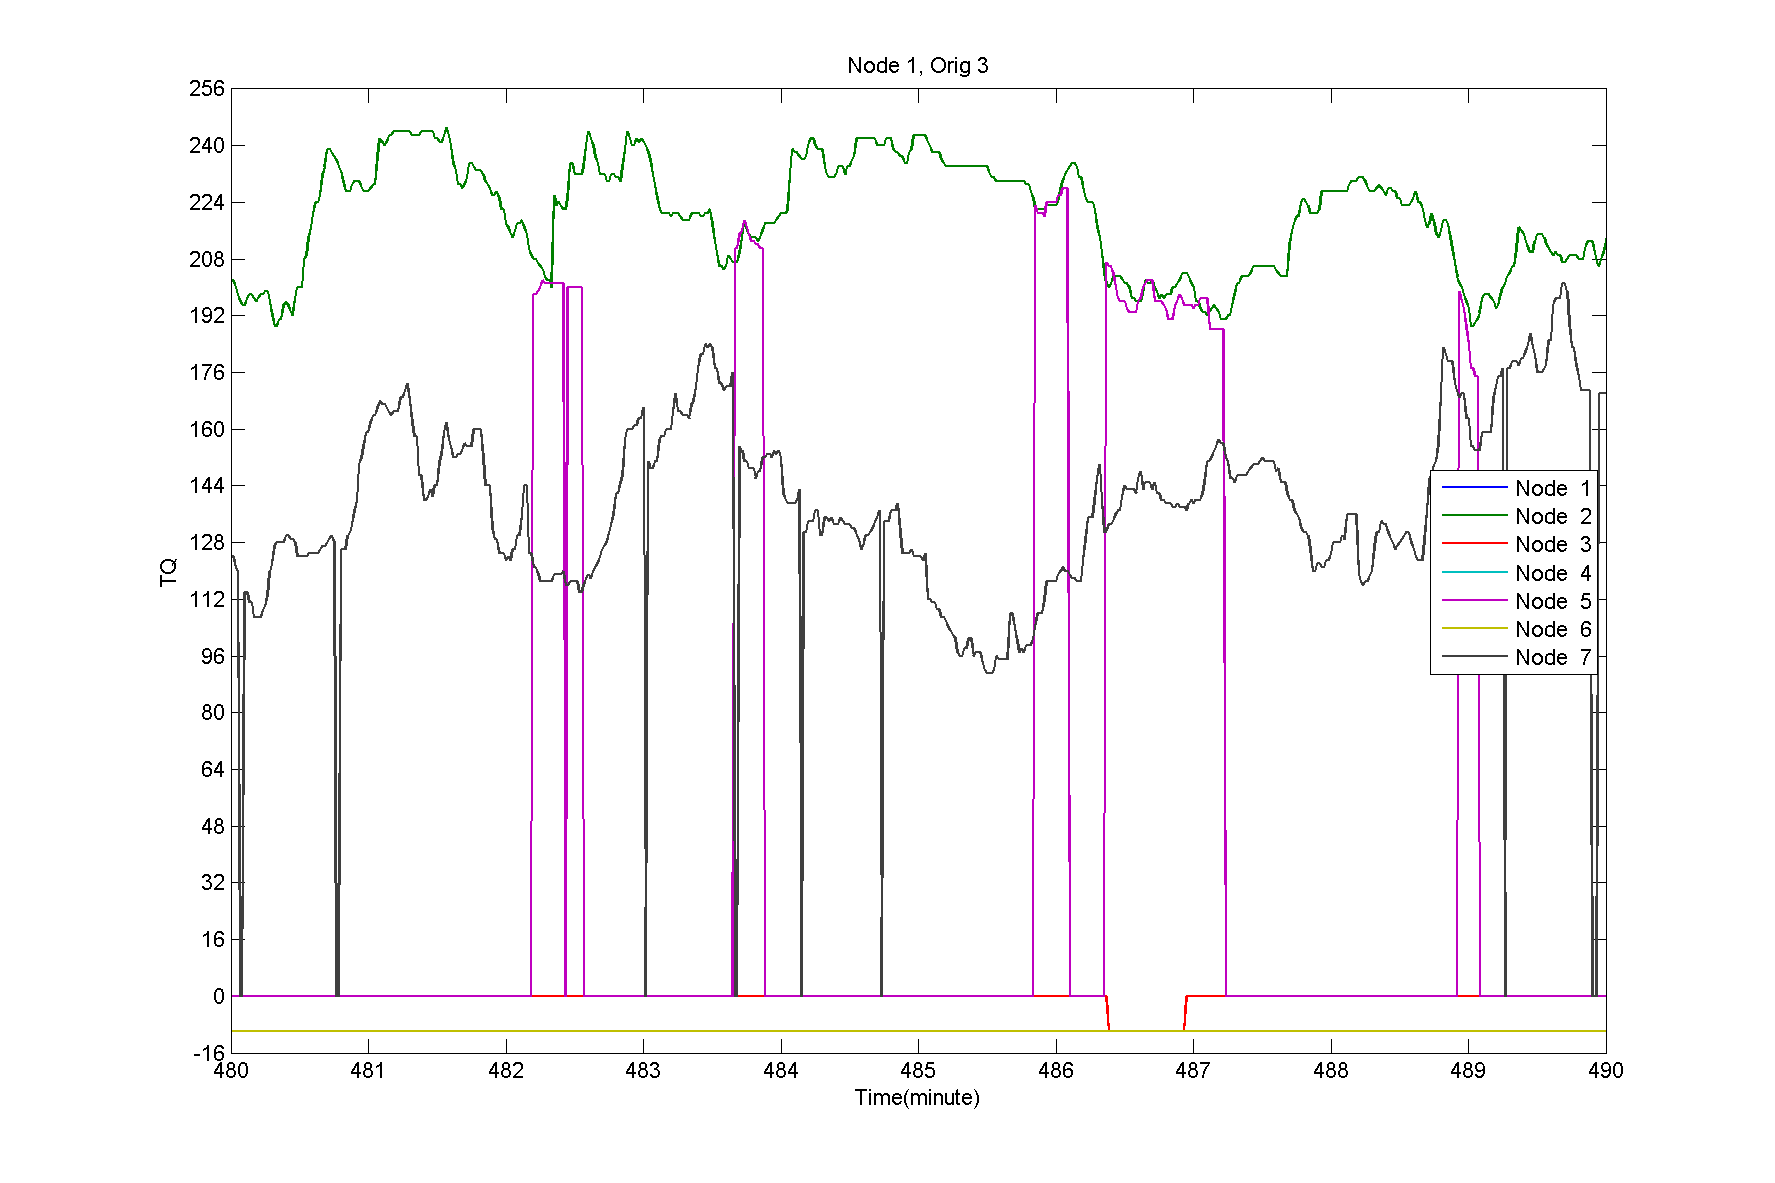 Node 1, Orig 3
256
240
224
208
192
176
160
144
128
112
96
80
64
48
32
16
0
-16
TQ
Node 1
Node 2
Node 3
Node 4
Node 5
Node 6
Node 7
480 481 482 483 484 485 486 487 488 489 490
Time(minute)